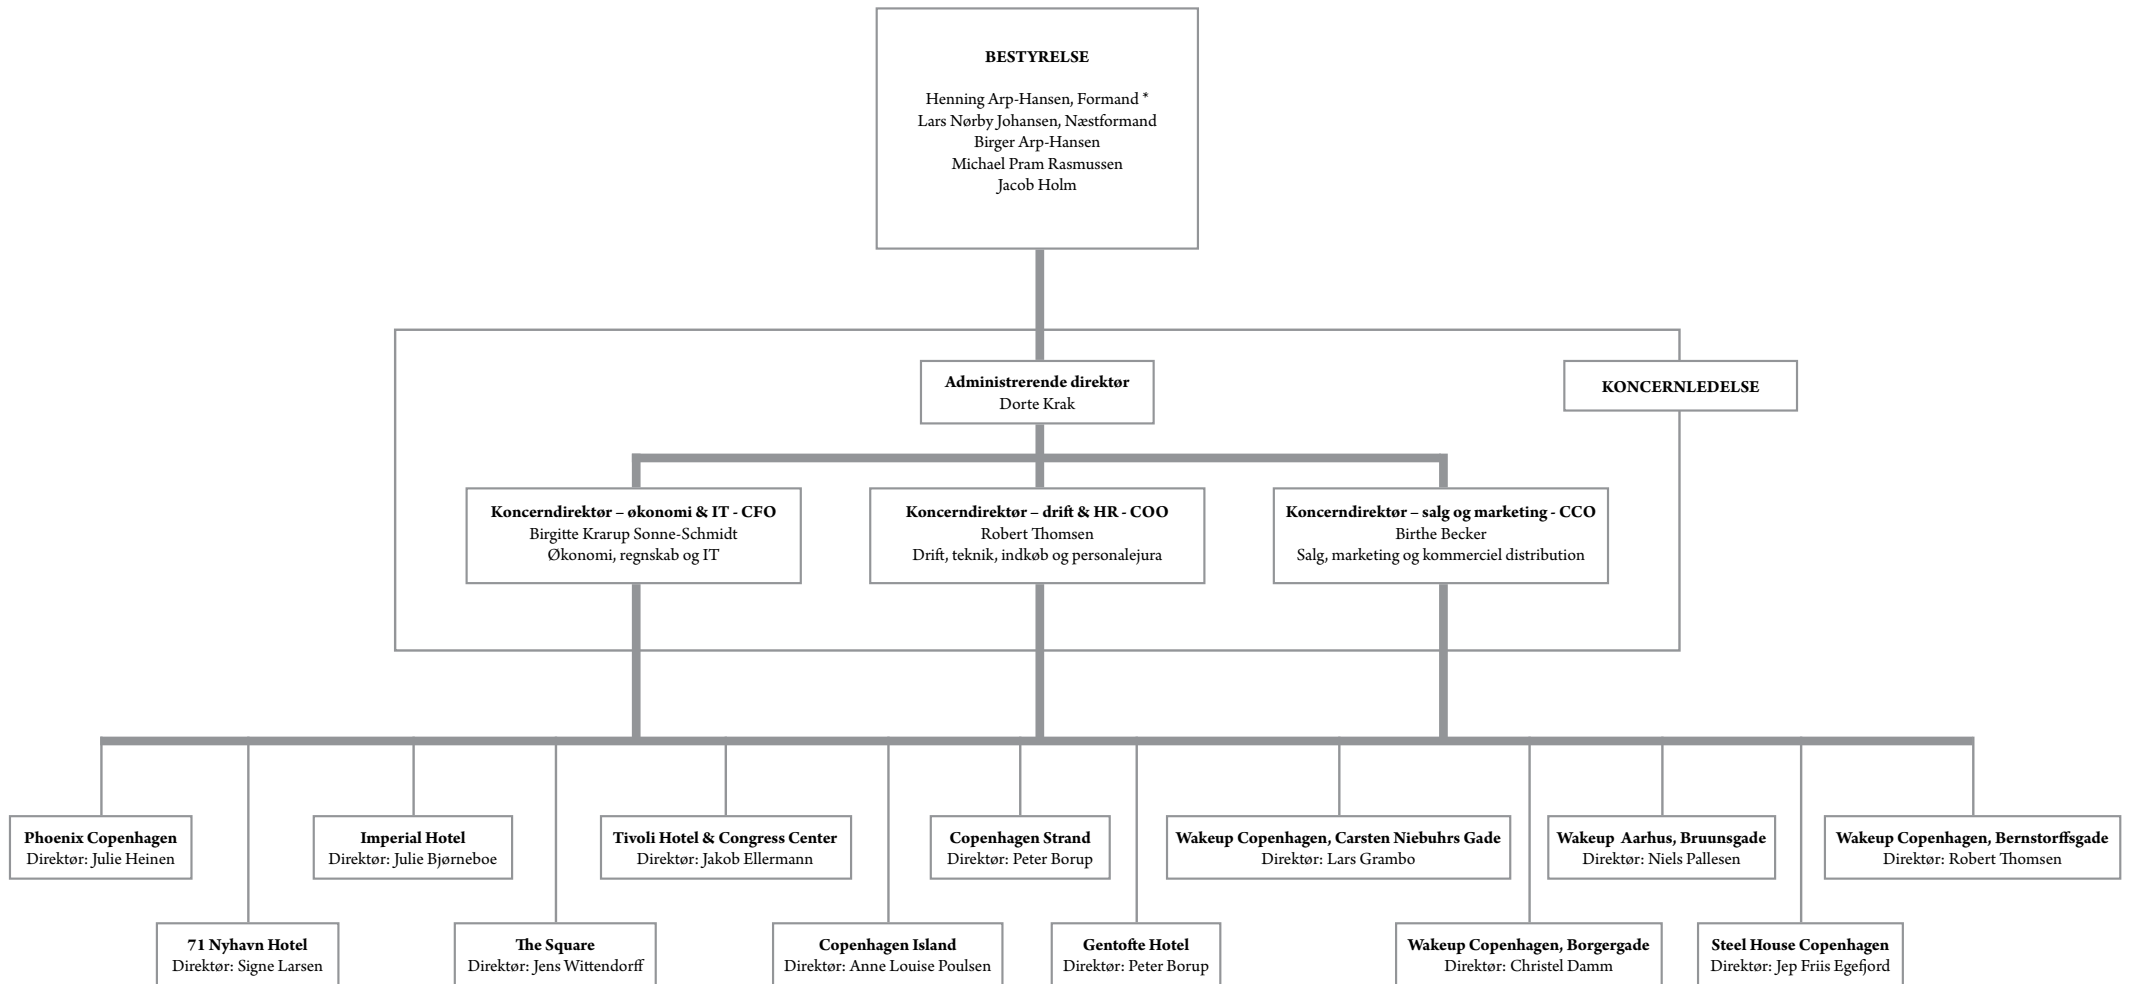 BESTYRELSE
Henning Arp-Hansen, Formand *
Lars Nørby Johansen, Næstformand
Birger Arp-Hansen
Michael Pram Rasmussen
Jacob Holm
Administrerende direktør
Dorte Krak
KONCERNLEDELSE
Koncerndirektør – økonomi & IT - CFO
Birgitte Krarup Sonne-Schmidt
Økonomi, regnskab og IT
Koncerndirektør – drift & HR - COO
Robert Thomsen
Drift, teknik, indkøb og personalejura
Koncerndirektør – salg og marketing - CCO
Birthe Becker
Salg, marketing og kommerciel distribution
Phoenix Copenhagen
Direktør: Julie Heinen
Imperial Hotel
Direktør: Julie Bjørneboe
Tivoli Hotel & Congress Center
Direktør: Jakob Ellermann
Copenhagen Strand
Direktør: Peter Borup
Wakeup Copenhagen, Carsten Niebuhrs Gade
Direktør: Lars Grambo
Wakeup Aarhus, Bruunsgade
Direktør: Niels Pallesen
Wakeup Copenhagen, Bernstorffsgade
Direktør: Robert Thomsen
71 Nyhavn Hotel
Direktør: Signe Larsen
The Square
Direktør: Jens Wittendorff
Copenhagen Island
Direktør: Anne Louise Poulsen
Gentofte Hotel
Direktør: Peter Borup
Wakeup Copenhagen, Borgergade
Direktør: Christel Damm
Steel House Copenhagen
Direktør: Jep Friis Egefjord